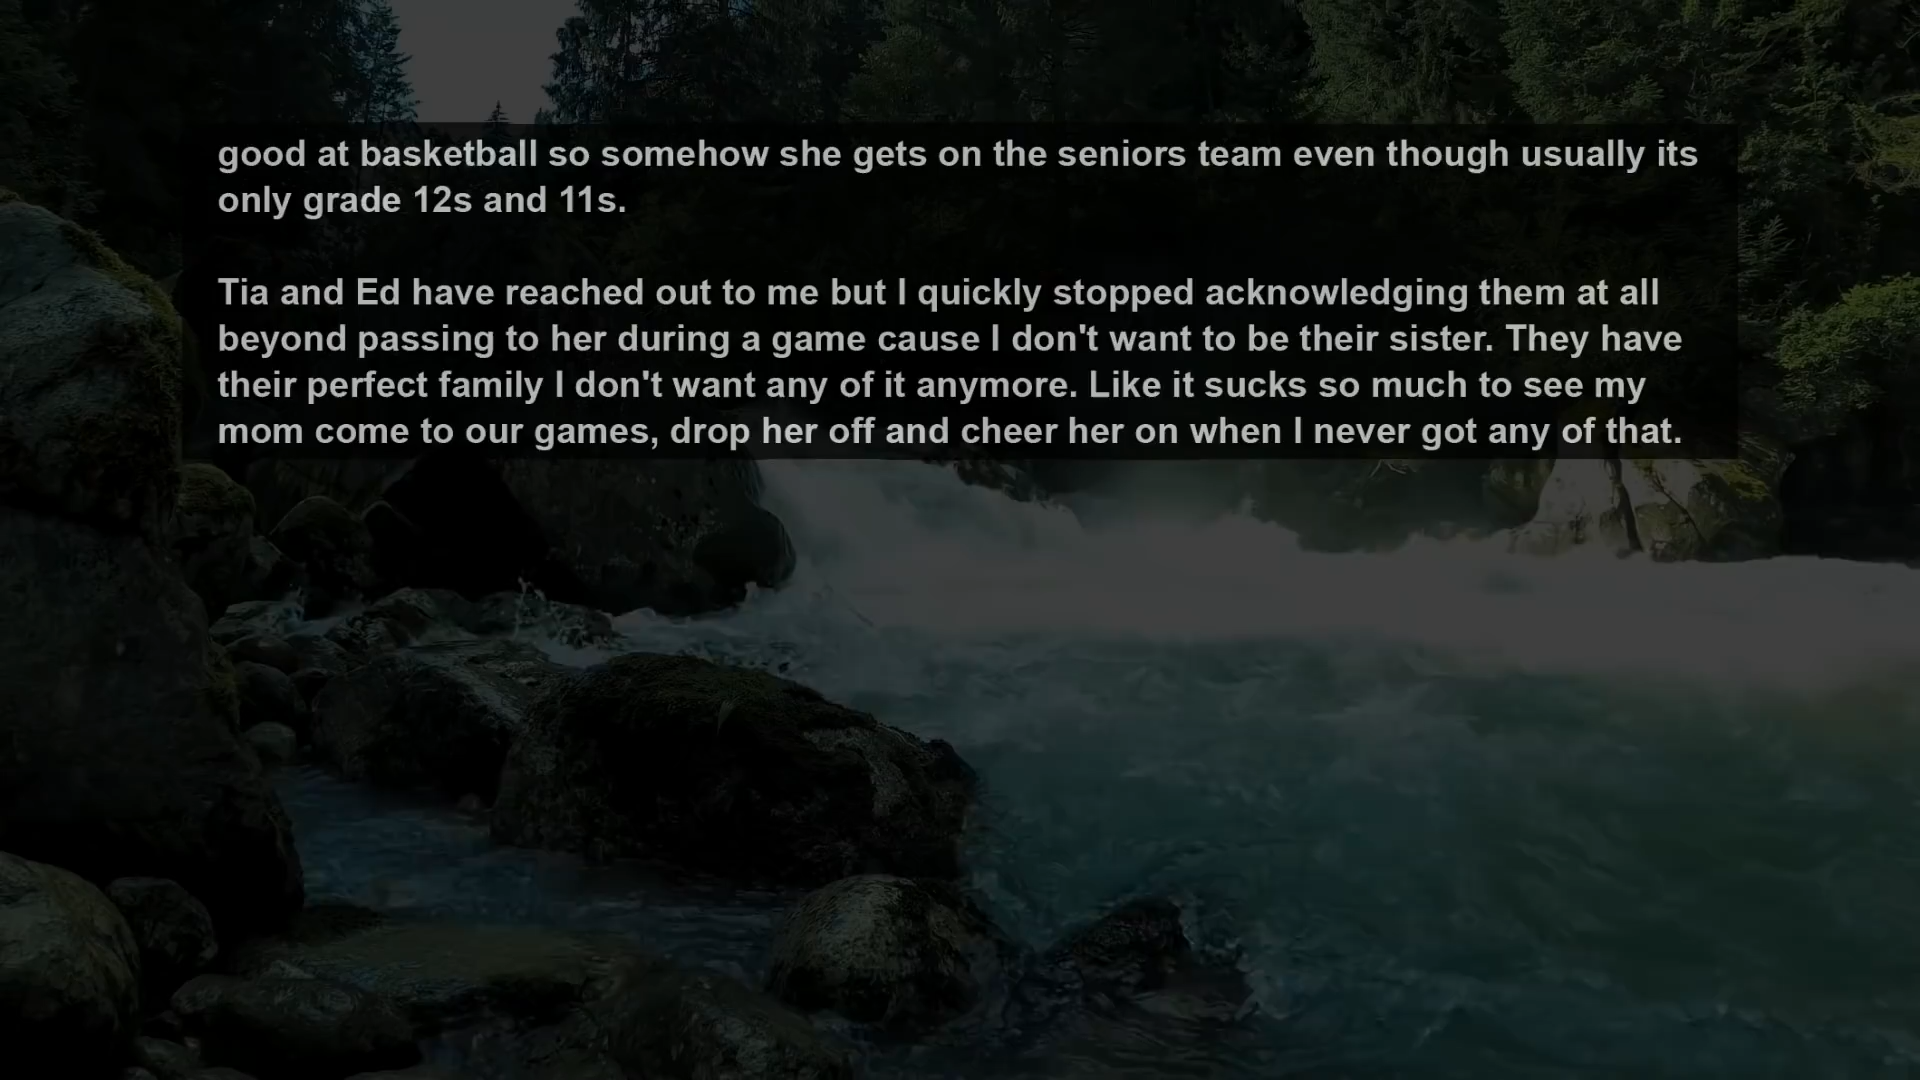 good at basketball so somehow she gets on the seniors team even though usually its
only grade 12s and 11s.
Tia and Ed have reached out to me but I quickly stopped acknowledging them at all
beyond passing to her during a game cause I don't want to be their sister. They have
their perfect family I don't want any of it anymore. Like it sucks so much to see my
mom come to our games, drop her off and cheer her on when I never got any of that.